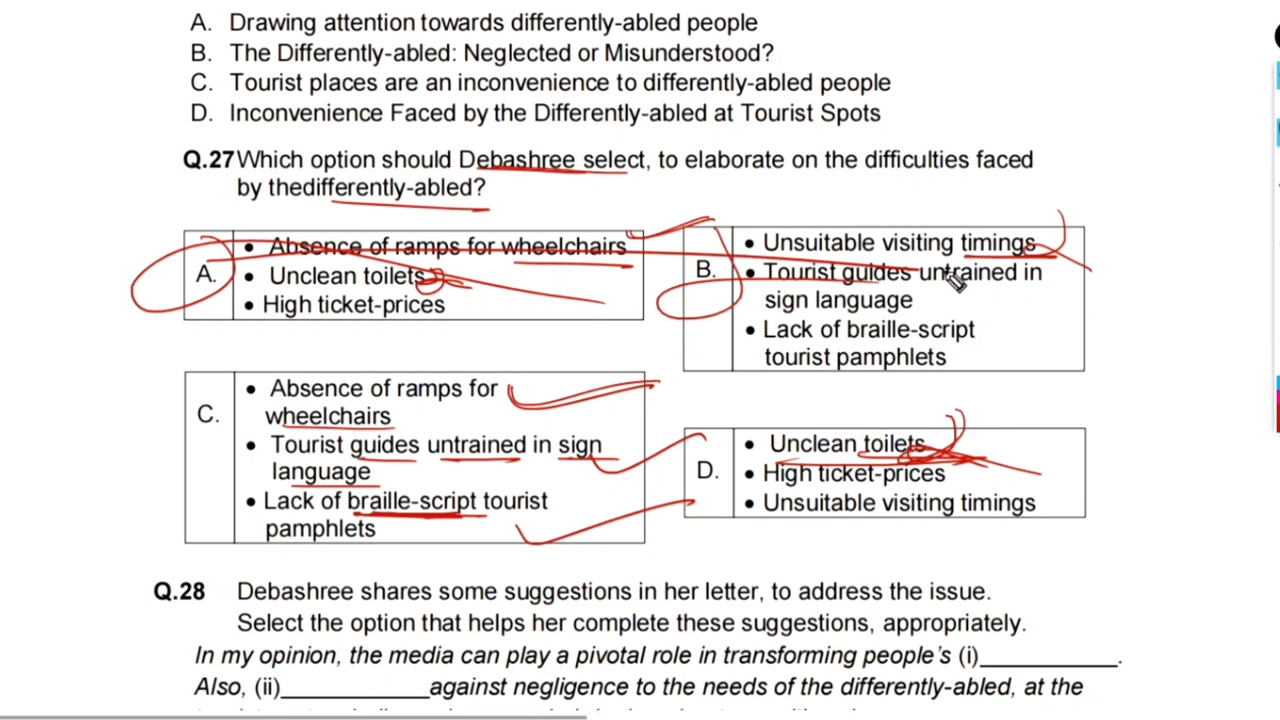 A. Drawing attention towards differently-abled people
B. The Differently-abled: Neglected or Misunderstood?
C. Tourist places are an inconvenience to differently-abled people
D. Inconvenience Faced by the Differently-abled at Tourist Spots
Q.27Which option should Debashree select, to elaborate on the difficulties faced
by thedifferently-abled?
A.
• Absence of ramps for wheelchairs
• Unclean toilets
• High ticket-prices
B.
• Unsuitable visiting timings
• Tourist guides untrained in
sign language
• Lack of braille-script
tourist pamphlets
C.
• Absence of ramps for
wheelchairs
• Tourist guides untrained in sign
language
• Lack of braille-script tourist
pamphlets
D.
• Unclean toilets
• High ticket-prices
• Unsuitable visiting timings
Q.28 Debashree shares some suggestions in her letter, to address the issue.
Select the option that helps her complete these suggestions, appropriately.
In my opinion, the media can play a pivotal role in transforming people's (i)___________.
Also, (ii)____________against negligence to the needs of the differently-abled, at the